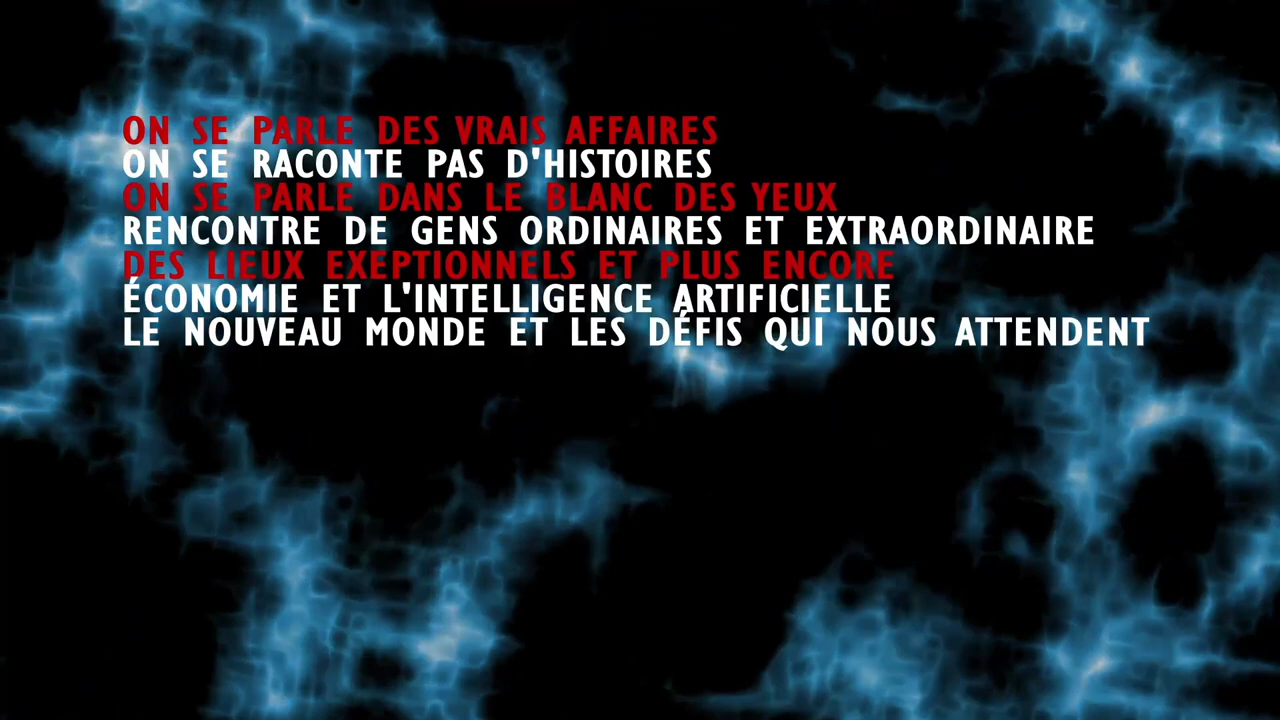 ON SE PARLE DES VRAIS AFFAIRES
ON SE RACONTE PAS D'HISTOIRES
ON SE PARLE DANS LE BLANC DES YEUX
RENCONTRE DE GENS ORDINAIRES ET EXTRAORDINAIRE
DES LIEUX EXEPTIONNELS ET PLUS ENCORE
ÉCONOMIE ET L'INTELLIGENCE ARTIFICIELLE
LE NOUVEAU MONDE ET LES DÉFIS QUI NOUS ATTENDENT